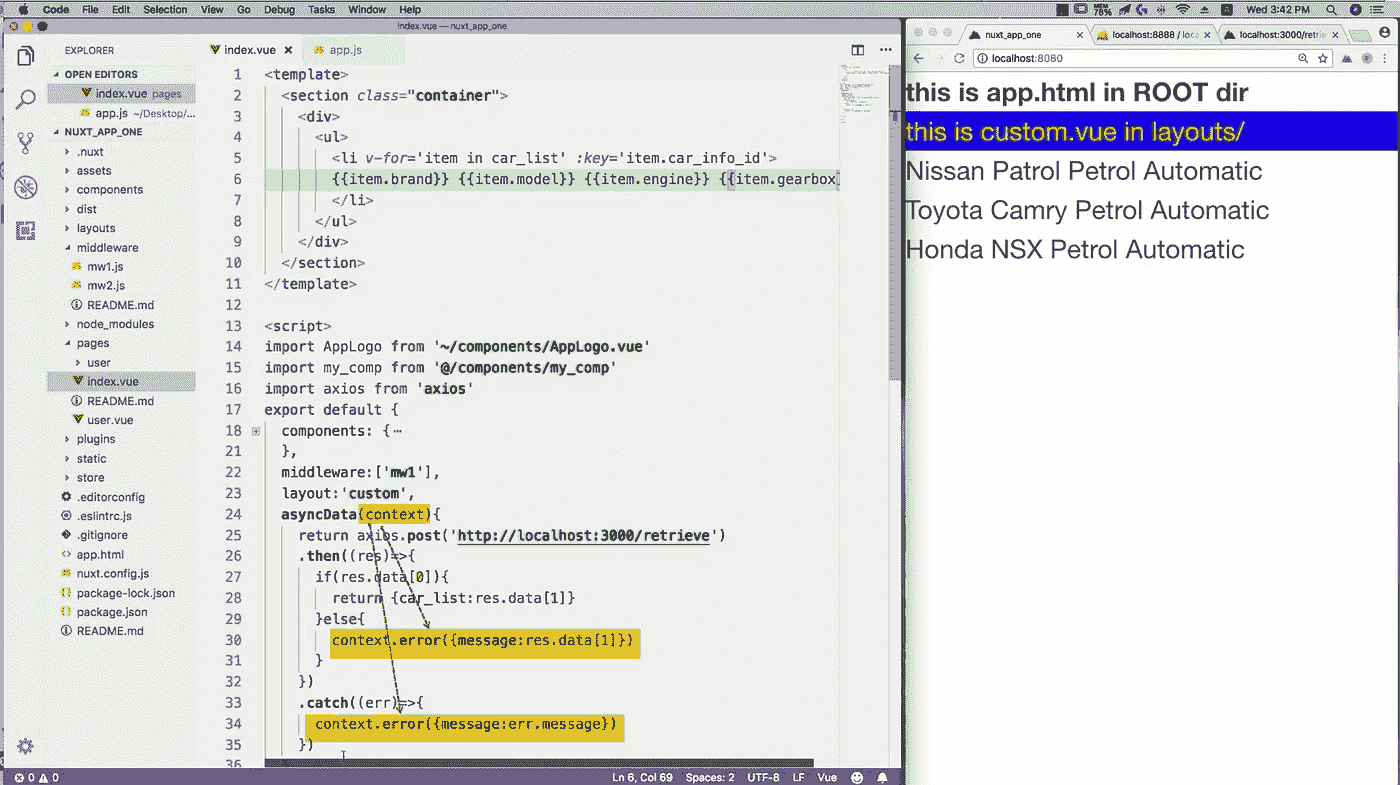 Code File Edit Selection View Go Debug Tasks Window Help
MEM 78% Wed 3:42 PM
index.vue — nuxt_app_one
EXPLORER
OPEN EDITORS
index.vue pages
app.js ~/Desktop/...
NUXT_APP_ONE
.nuxt
assets
components
dist
layouts
middleware
mw1.js
mw2.js
README.md
node_modules
pages
user
index.vue
README.md
user.vue
plugins
static
store
.editorconfig
.eslintrc.js
.gitignore
app.html
nuxt.config.js
package-lock.json
package.json
README.md
index.vue app.js
1 <template>
2 <section class="container">
3 <div>
4 <ul>
5 <li v-for='item in car_list' :key='item.car_info_id'>
6 {{item.brand}} {{item.model}} {{item.engine}} {{item.gearbox}
7 </li>
8 </ul>
9 </div>
10 </section>
11 </template>
12
13 <script>
14 import AppLogo from '~/components/AppLogo.vue'
15 import my_comp from '@/components/my_comp'
16 import axios from 'axios'
17 export default {
18 components: {…
21 },
22 middleware:['mw1'],
23 layout:'custom',
24 asyncData(context){
25 return axios.post('http://localhost:3000/retrieve')
26 .then((res)=>{
27 if(res.data[0]){
28 return {car_list:res.data[1]}
29 }else{
30 context.error({message:res.data[1]})
31 }
32 })
33 .catch((err)=>{
34 context.error({message:err.message})
35 })
36
0 0 Ln 6, Col 69 Spaces: 2 UTF-8 LF Vue
nuxt_app_one localhost:8888 / loca localhost:3000/retrie
localhost:8080
this is app.html in ROOT dir
this is custom.vue in layouts/
Nissan Patrol Petrol Automatic
Toyota Camry Petrol Automatic
Honda NSX Petrol Automatic